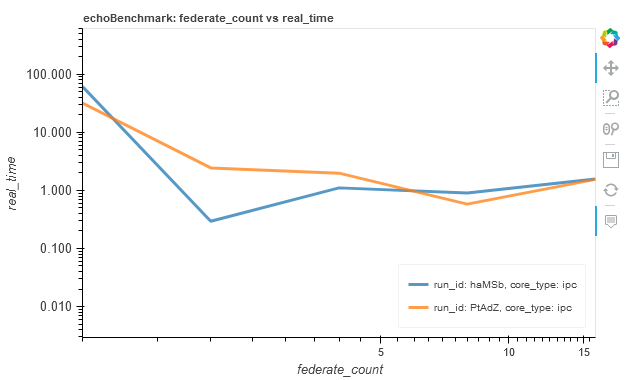 echoBenchmark: federate_count vs real_time
100.000
10.000
1.000
0.100
0.010
real_time
run_id: haMSb, core_type: ipc
run_id: PtAdZ, core_type: ipc
5
10
15
federate_count